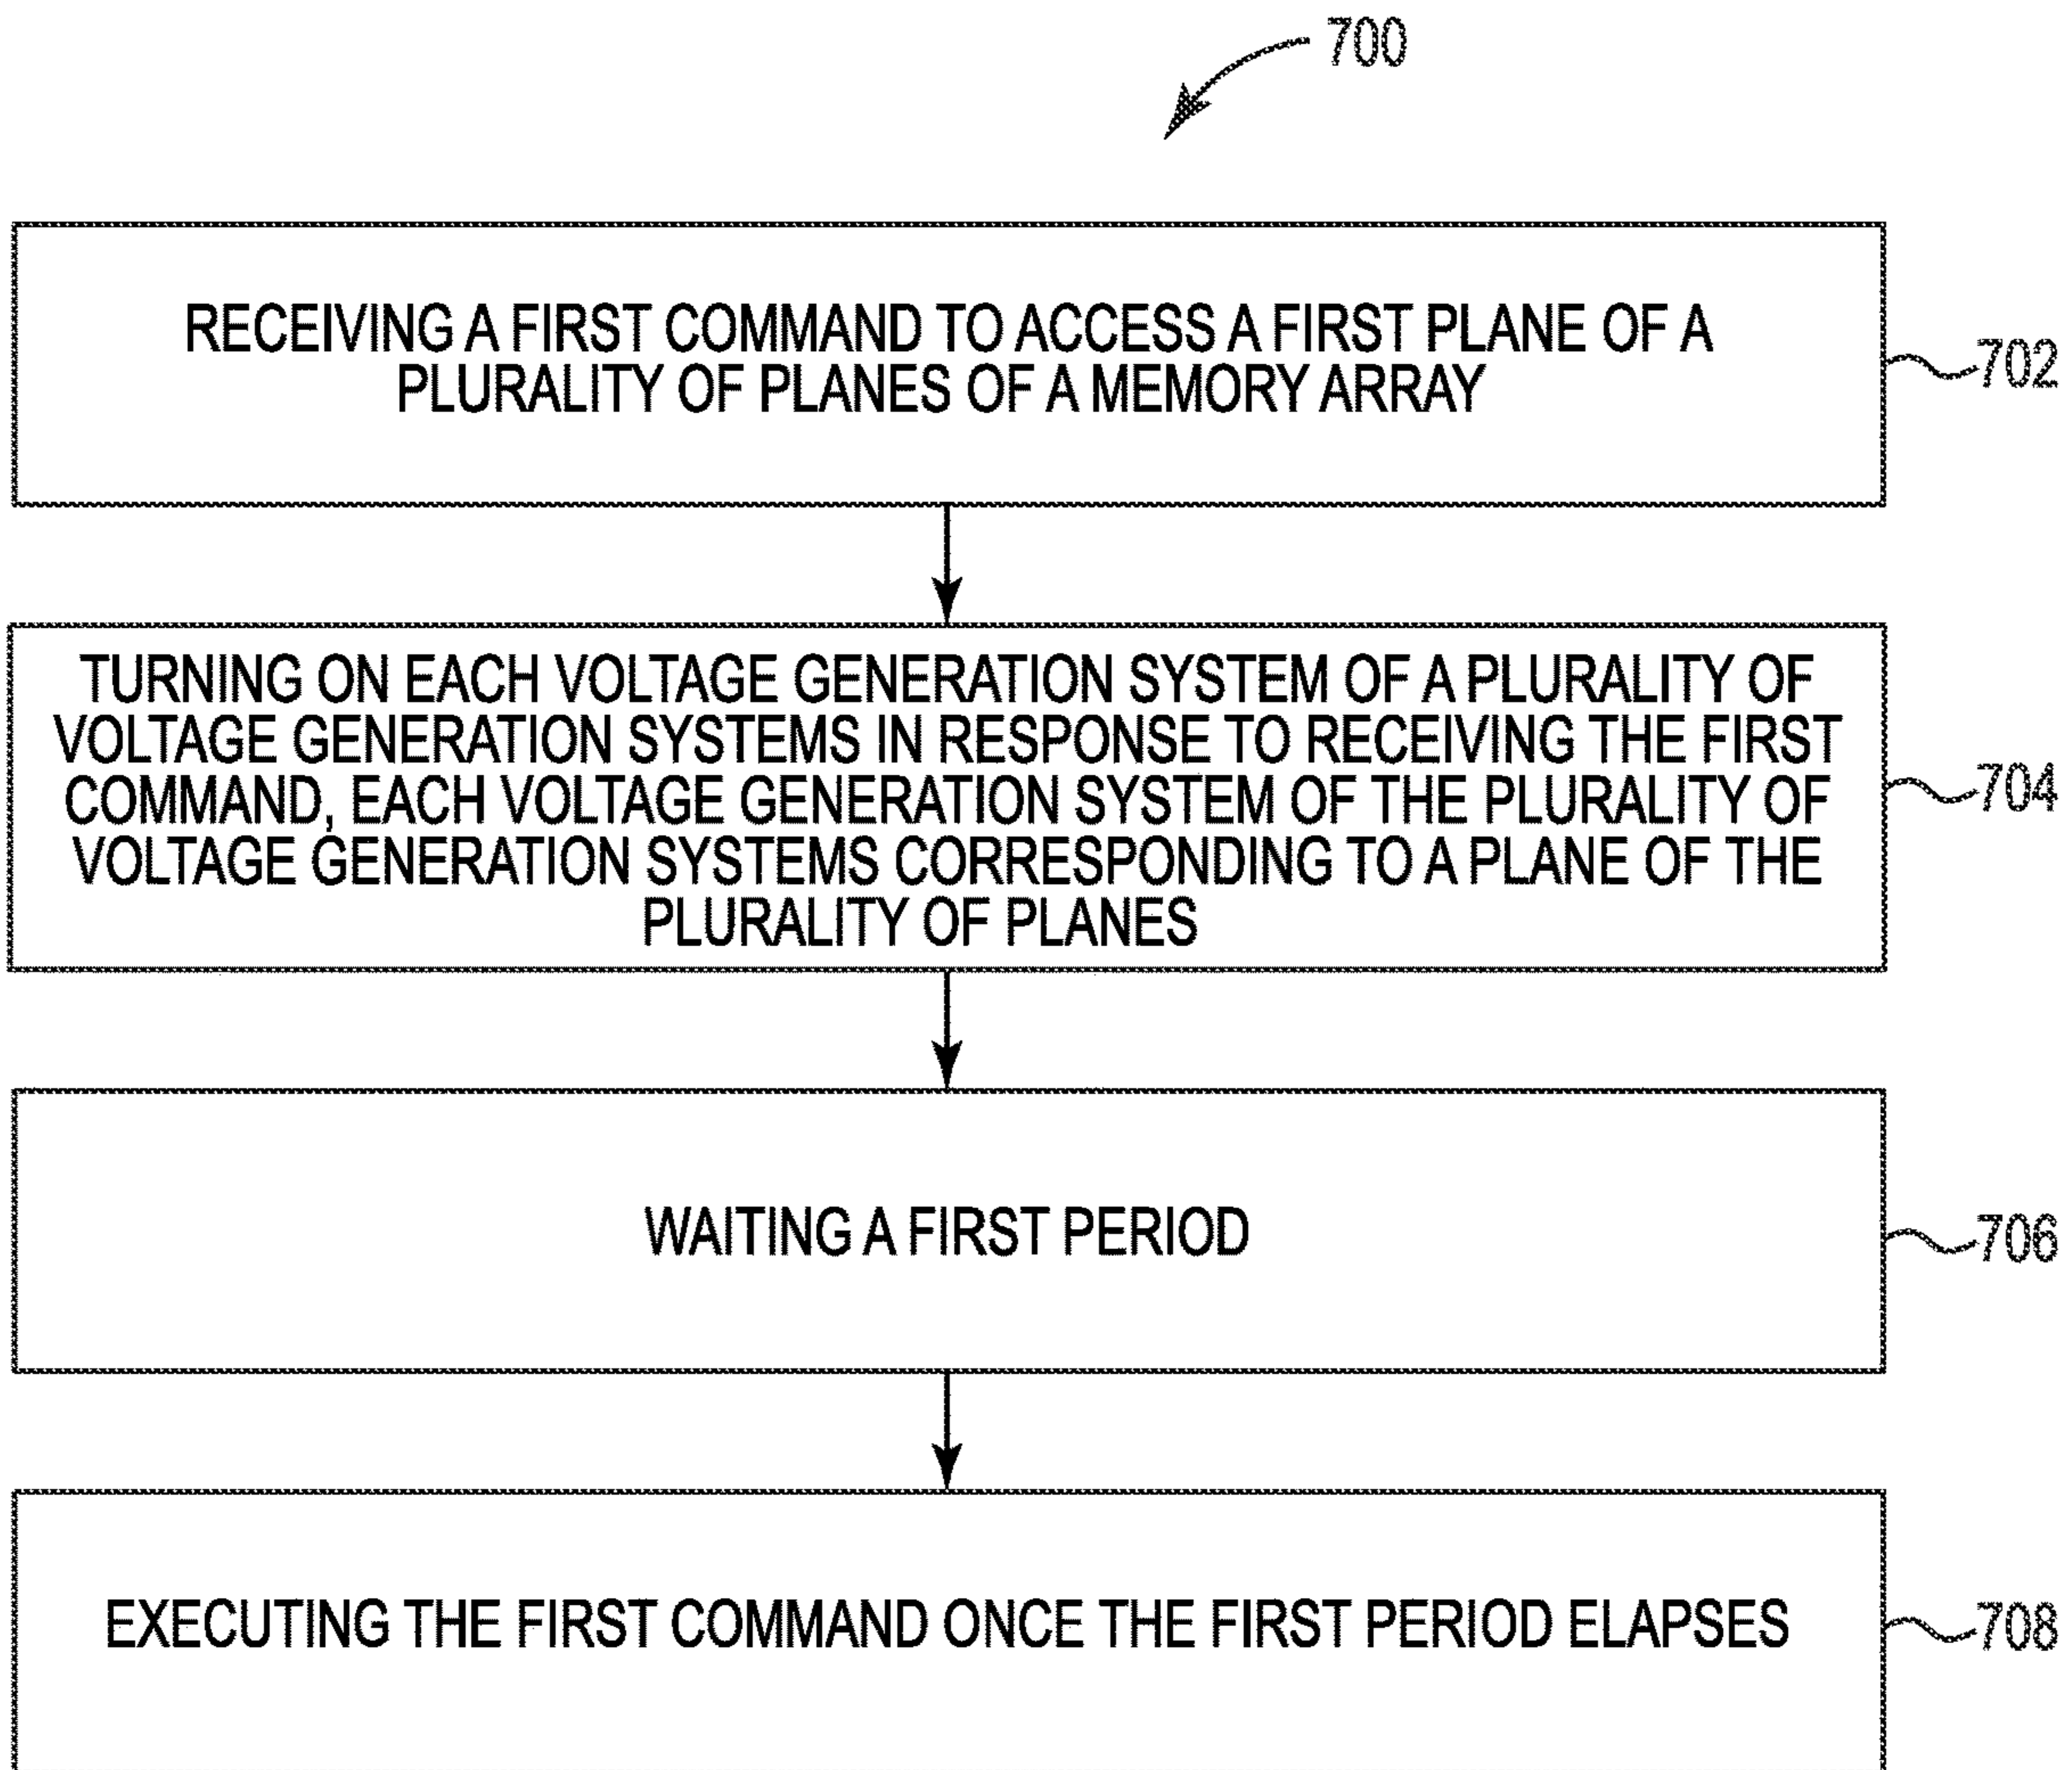 700
RECEIVING A FIRST COMMAND TO ACCESS A FIRST PLANE OF A
PLURALITY OF PLANES OF A MEMORY ARRAY
702
TURNING ON EACH VOLTAGE GENERATION SYSTEM OF A PLURALITY OF
VOLTAGE GENERATION SYSTEMS IN RESPONSE TO RECEIVING THE FIRST
COMMAND, EACH VOLTAGE GENERATION SYSTEM OF THE PLURALITY OF
VOLTAGE GENERATION SYSTEMS CORRESPONDING TO A PLANE OF THE
PLURALITY OF PLANES
704
WAITING A FIRST PERIOD
706
EXECUTING THE FIRST COMMAND ONCE THE FIRST PERIOD ELAPSES
708